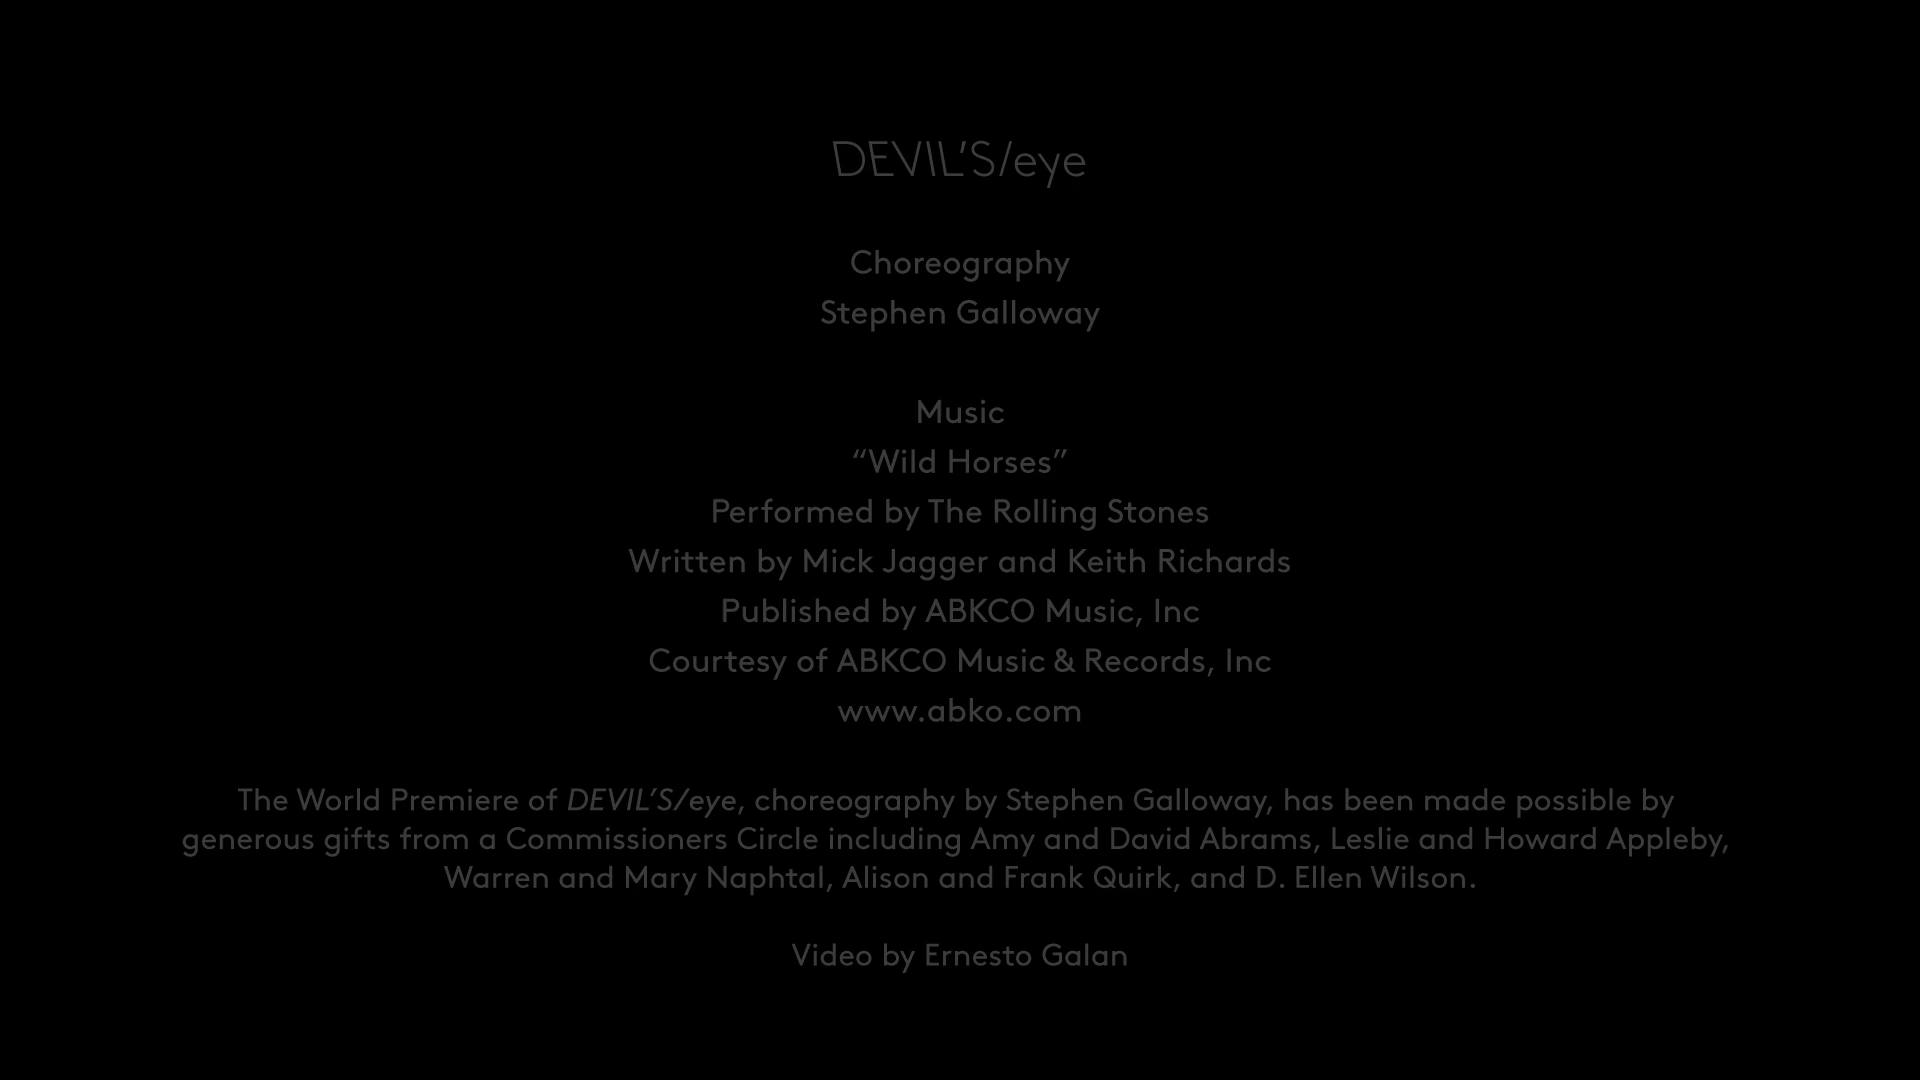 DEVIL’S/eye
Choreography
Stephen Galloway
Music
“Wild Horses”
Performed by The Rolling Stones
Written by Mick Jagger and Keith Richards
Published by ABKCO Music, Inc
Courtesy of ABKCO Music & Records, Inc
www.abko.com
The World Premiere of DEVIL’S/eye, choreography by Stephen Galloway, has been made possible by
generous gifts from a Commissioners Circle including Amy and David Abrams, Leslie and Howard Appleby,
Warren and Mary Naphtal, Alison and Frank Quirk, and D. Ellen Wilson.
Video by Ernesto Galan